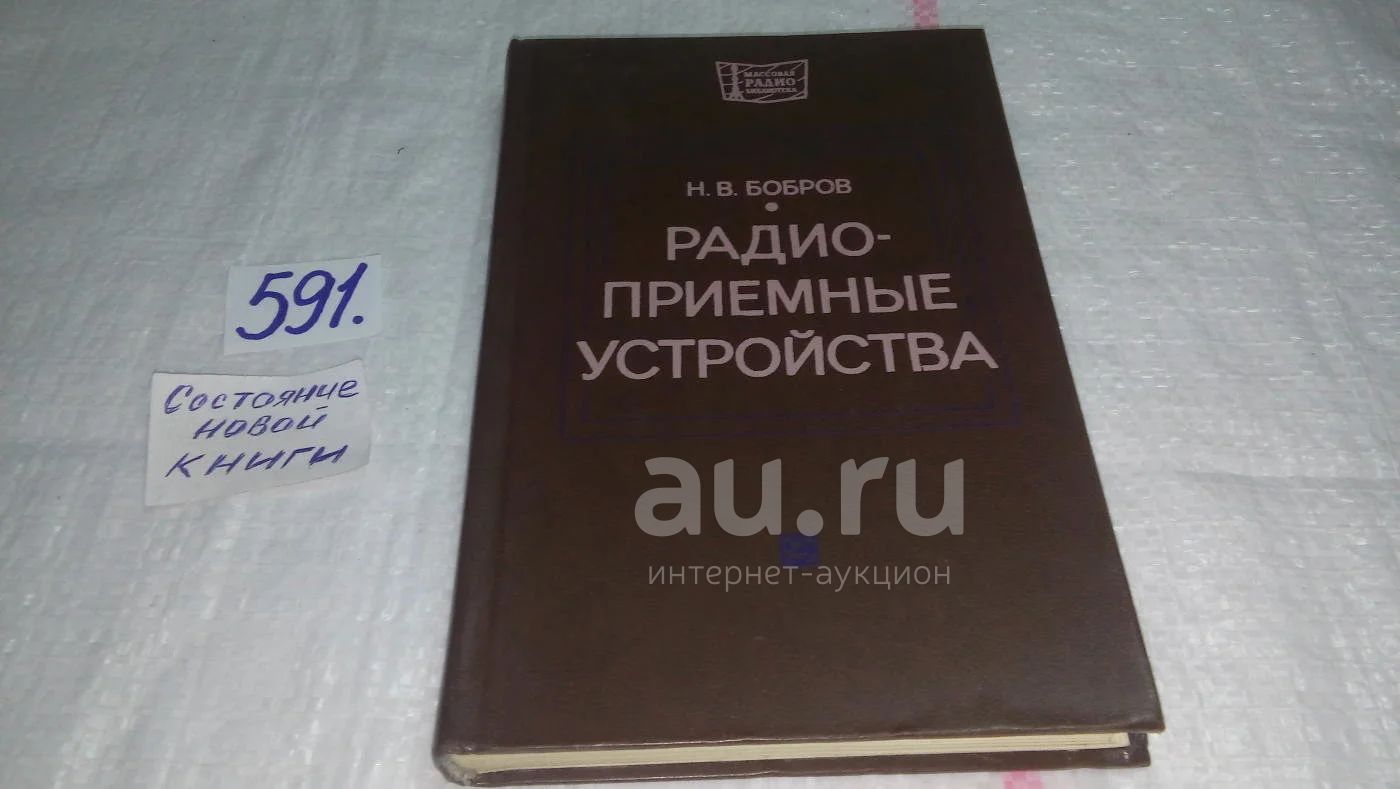 МАССОВАЯ
РАДИО
БИБЛИОТЕКА
Н. В. БОБРОВ
РАДИО-
ПРИЕМНЫЕ
УСТРОЙСТВА
591.
Состояние
новой
книги
au.ru
интернет-аукцион